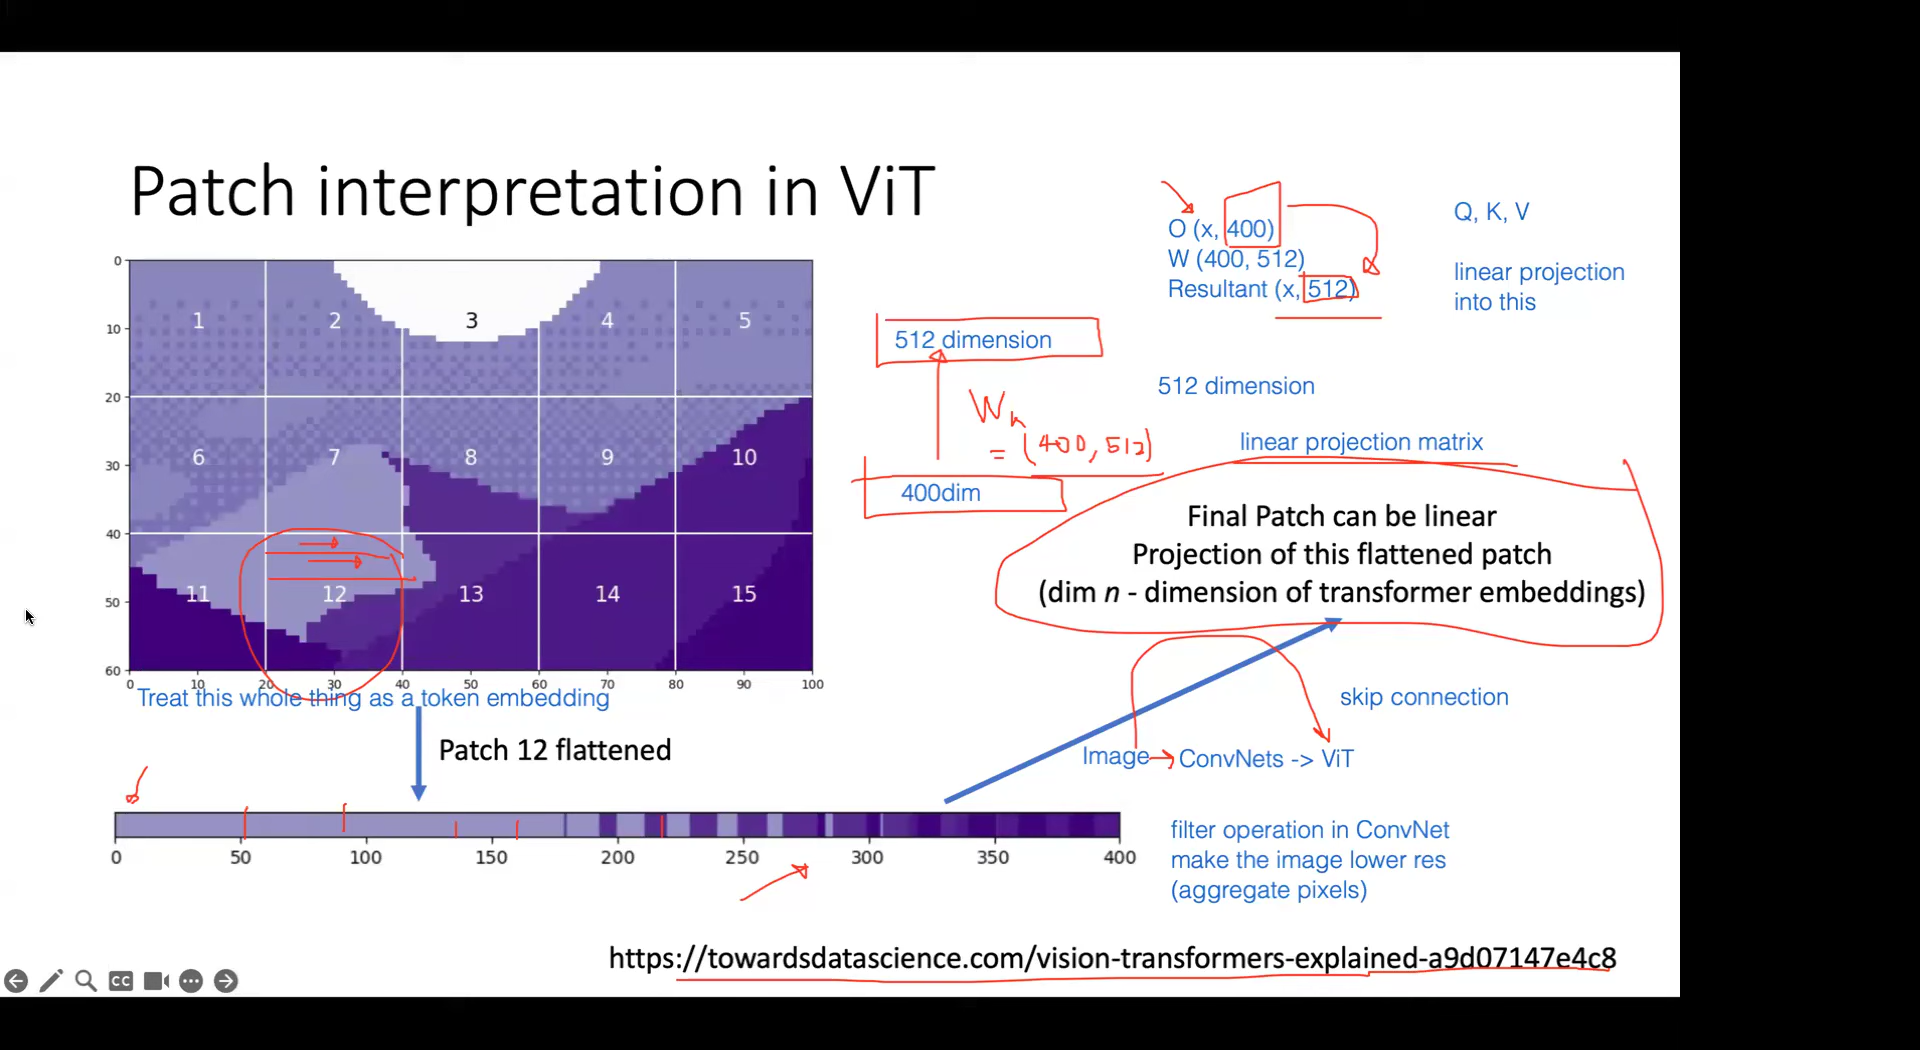 Patch interpretation in ViT
O (x, 400)
W (400, 512)
Resultant (x, 512)
Q, K, V
linear projection
into this
0
10
20
30
40
50
60
1 2 3 4 5
6 7 8 9 10
11 12 13 14 15
0 10 20 30 40 50 60 70 80 90 100
Treat this whole thing as a token embedding
512 dimension
= (400, 512)
400dim
512 dimension
linear projection matrix
Final Patch can be linear
Projection of this flattened patch
(dim n - dimension of transformer embeddings)
skip connection
Image -> ConvNets -> ViT
Patch 12 flattened
0 50 100 150 200 250 300 350 400
filter operation in ConvNet
make the image lower res
(aggregate pixels)
https://towardsdatascience.com/vision-transformers-explained-a9d07147e4c8
CC